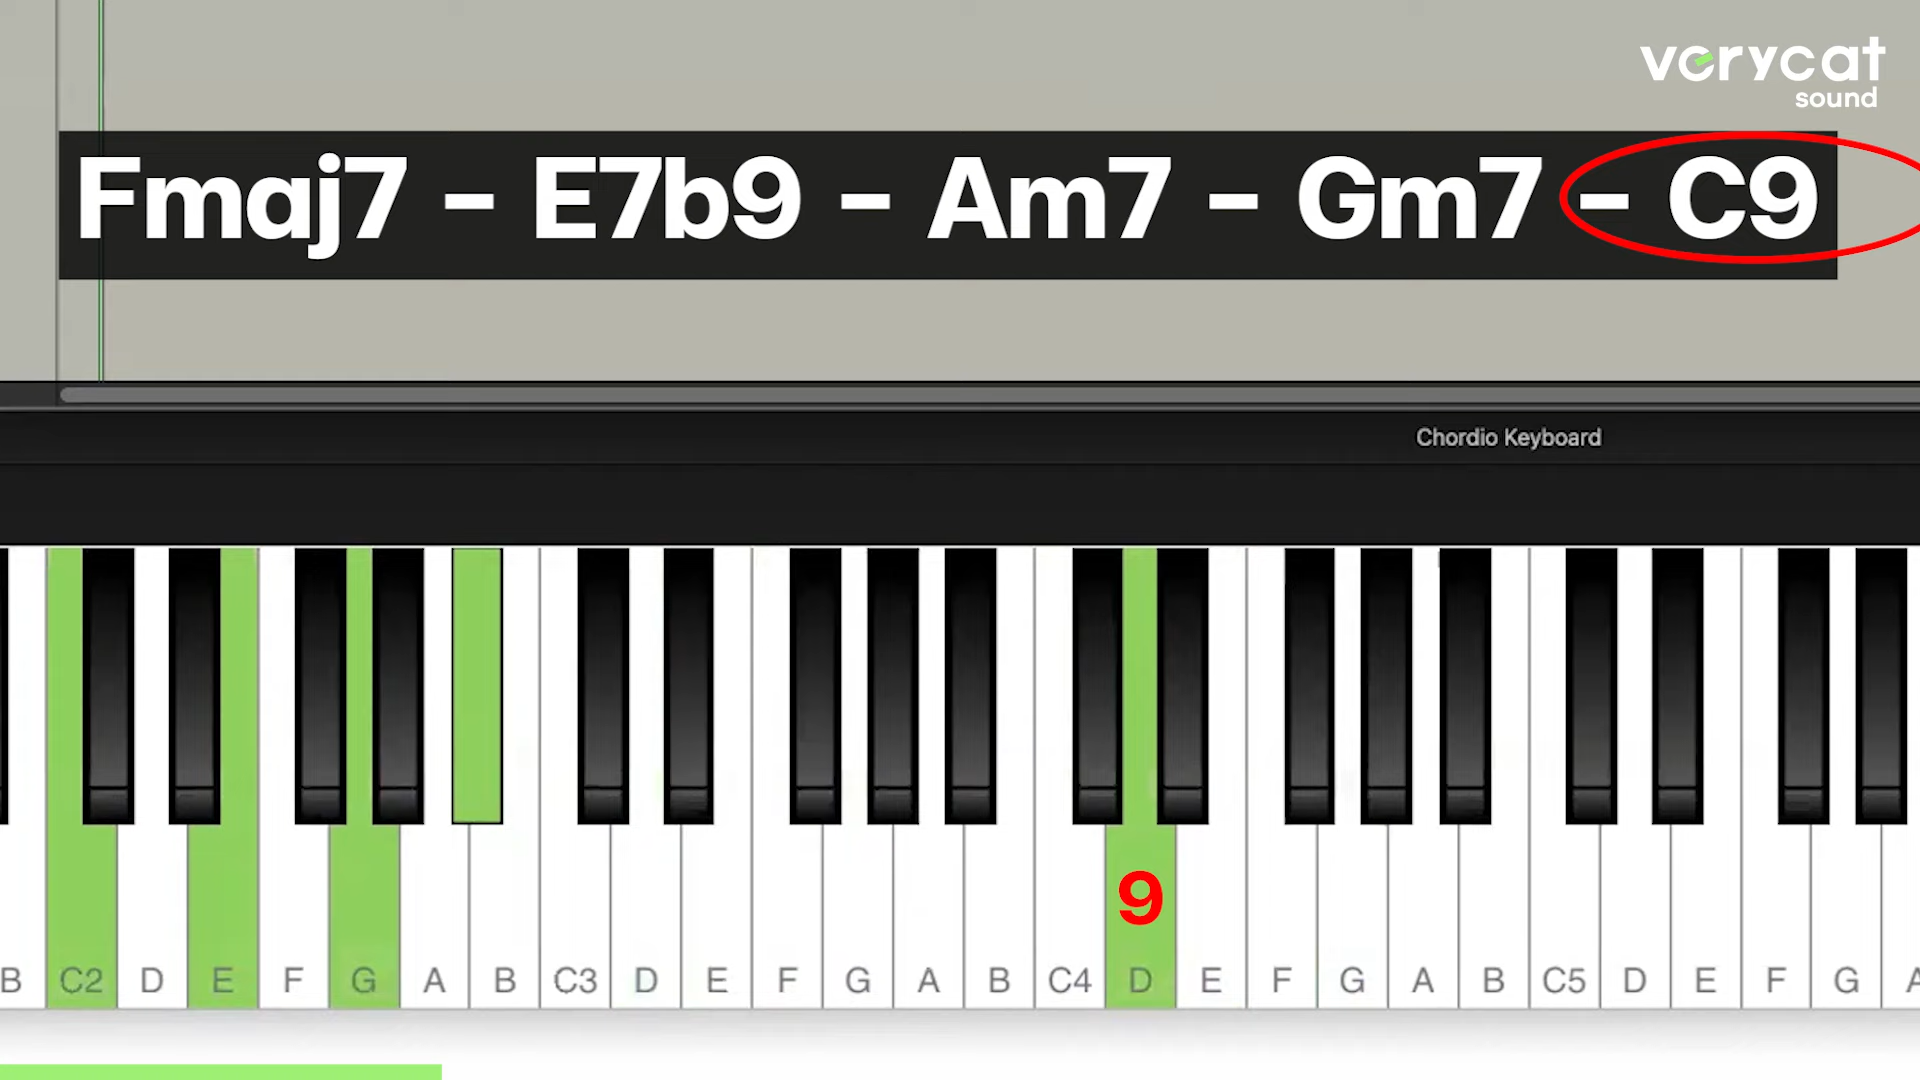 verycat
sound
Fmaj7 - E7b9 - Am7 - Gm7 - C9
Chordio Keyboard
9
B C2 D E F G A B C3 D E F G A B C4 D E F G A B C5 D E F G A